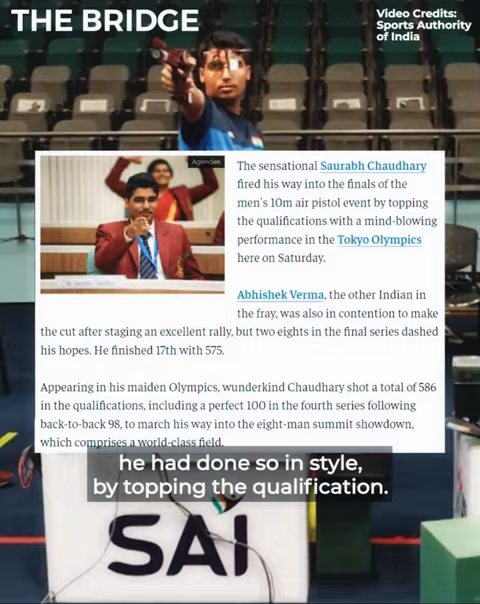 THE BRIDGE
Video Credits:
Sports Authority
of India
Agencies
The sensational Saurabh Chaudhary
fired his way into the finals of the
men's 10m air pistol event by topping
the qualifications with a mind-blowing
performance in the Tokyo Olympics
here on Saturday.
Abhishek Verma, the other Indian in
the fray, was also in contention to make
the cut after staging an excellent rally, but two eights in the final series dashed
his hopes. He finished 17th with 575.
Appearing in his maiden Olympics, wunderkind Chaudhary shot a total of 586
in the qualifications, including a perfect 100 in the fourth series following
back-to-back 98, to march his way into the eight-man summit showdown,
which comprises a world-class field.
he had done so in style,
by topping the qualification.
SAI